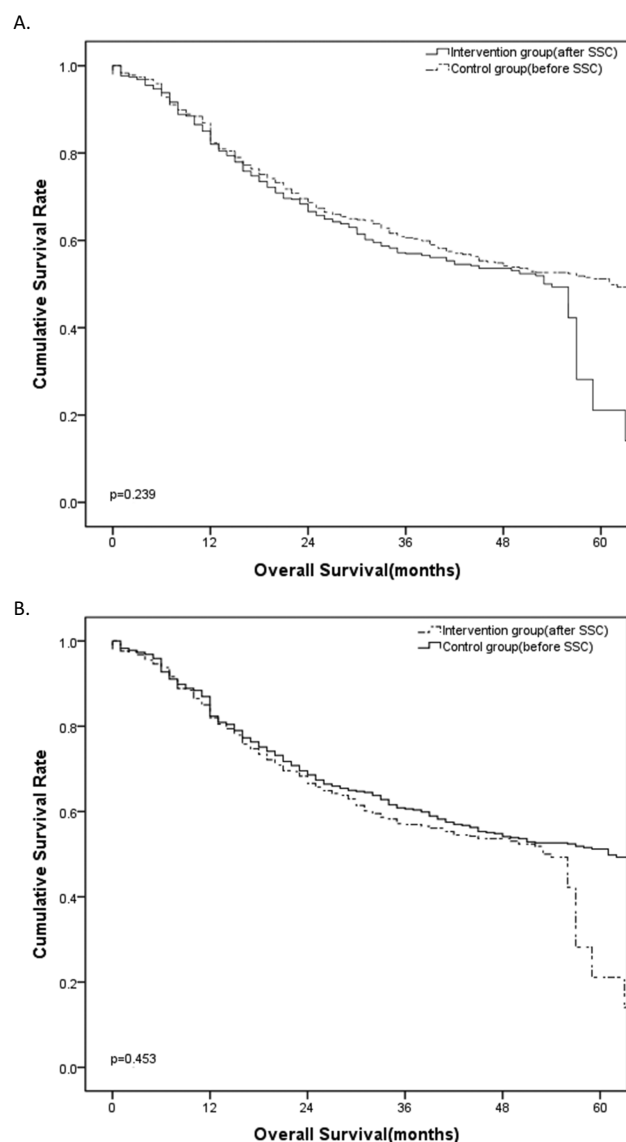 A.
Intervention group(after SSC)
Control group(before SSC)
1.0
0.8
0.6
0.4
0.2
0.0
Cumulative Survival Rate
p=0.239
0 12 24 36 48 60
Overall Survival(months)
B.
Intervention group(after SSC)
Control group(before SSC)
1.0
0.8
0.6
0.4
0.2
0.0
Cumulative Survival Rate
p=0.453
0 12 24 36 48 60
Overall Survival(months)